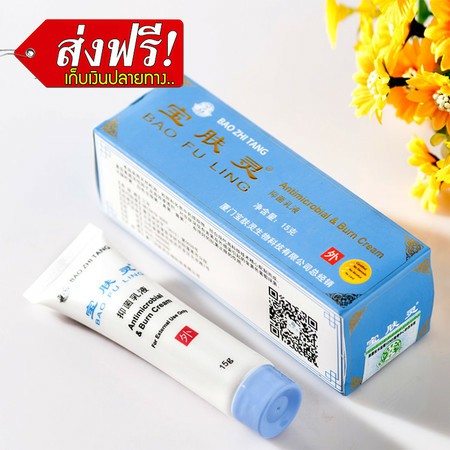 ส่งฟรี!
เก็บเงินปลายทาง..
BAO ZHI TANG
宝肤灵®
BAO FU LING
Antimicrobial & Burn Cream
抑菌乳液
净含量: 15克
厦门宝肤灵生物科技有限公司总经销
外
宝肤灵
BAO ZHI TANG
宝肤灵®
BAO FU LING
抑菌乳液
Antimicrobial
& Burn Cream
For External Use Only
外
15g